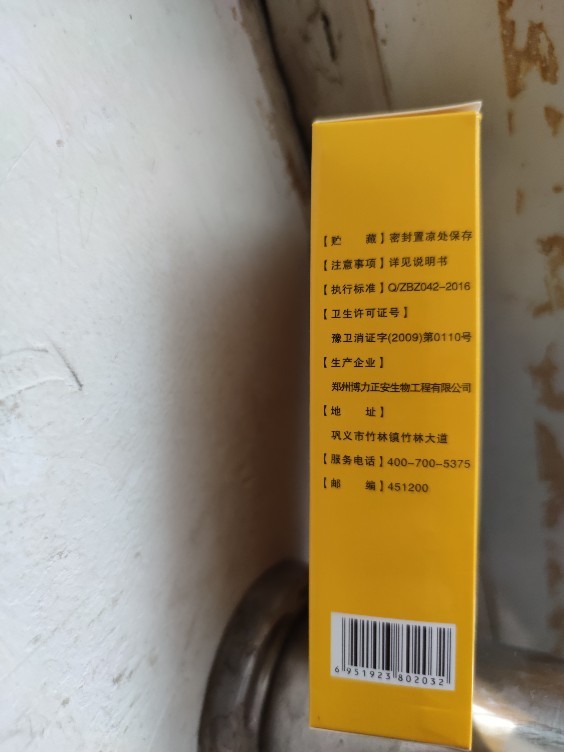 【贮　　藏】密封置凉处保存
【注意事项】详见说明书
【执行标准】Q/ZBZ042-2016
【卫生许可证号】
豫卫消证字(2009)第0110号
【生产企业】
郑州博力正安生物工程有限公司
【地　　址】
巩义市竹林镇竹林大道
【服务电话】400-700-5375
【邮　　编】451200
6 951923 802032